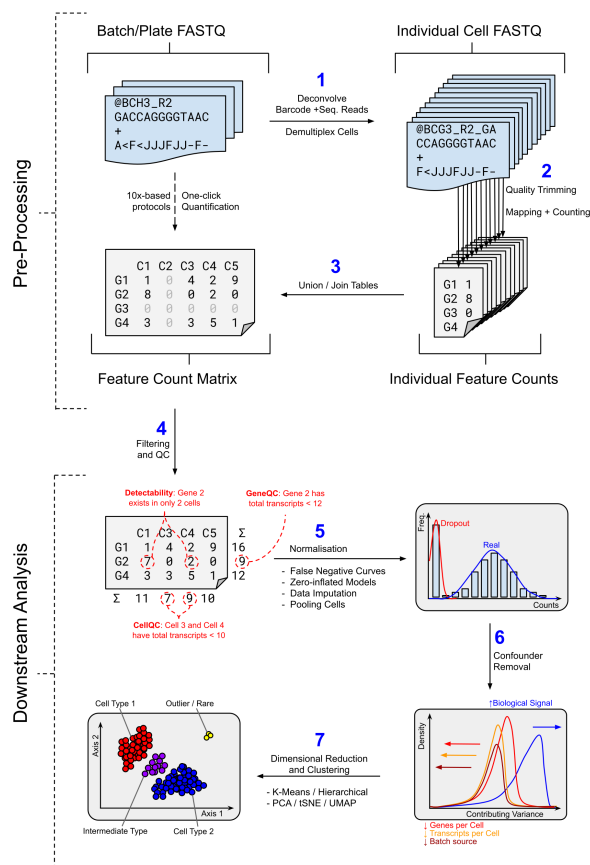 Batch/Plate FASTQ
Individual Cell FASTQ
@BCH3_R2
GACCAGGGGTAAC
+
A<F<JJJFJJ-F-
1
Deconvolve
Barcode +Seq. Reads
Demultiplex Cells
@BCG3_R2_GA
CCAGGGGTAAC
+
F<JJJFJJ-F-
2
Quality Trimming
Mapping + Counting
10x-based protocols
One-click Quantification
Pre-Processing
C1 C2 C3 C4 C5
G1 1 0 4 2 9
G2 8 0 0 2 0
G3 0 0 0 0 0
G4 3 0 3 5 1
3
Union / Join Tables
G1 1
G2 8
G3 0
G4
Feature Count Matrix
Individual Feature Counts
4
Filtering
and QC
Downstream Analysis
Detectability: Gene 2
exists in only 2 cells
GeneQC: Gene 2 has
total transcripts < 12
C1 C3 C4 C5 Σ
G1 1 4 2 9 16
G2 7 0 2 0 9
G4 3 3 5 1 12
Σ 11 7 9 10
CellQC: Cell 3 and Cell 4
have total transcripts < 10
5
Normalisation
- False Negative Curves
- Zero-inflated Models
- Data Imputation
- Pooling Cells
Freq.
Dropout
Real
Counts
6
Confounder
Removal
↑Biological Signal
Density
Contributing Variance
↓ Genes per Cell
↓ Transcripts per Cell
↓ Batch source
7
Dimensional Reduction
and Clustering
- K-Means / Hierarchical
- PCA / tSNE / UMAP
Cell Type 1
Outlier / Rare
Axis 2
Axis 1
Intermediate Type
Cell Type 2